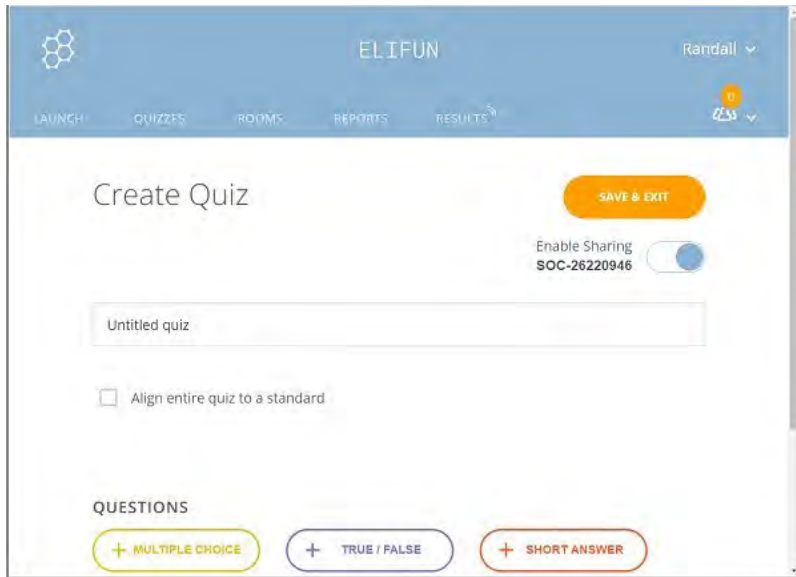 ELIFUN
Randall
0
LAUNCH QUIZZES ROOMS REPORTS RESULTS
Create Quiz
SAVE & EXIT
Enable Sharing
SOC-26220946
Untitled quiz
Align entire quiz to a standard
QUESTIONS
+ MULTIPLE CHOICE + TRUE / FALSE + SHORT ANSWER